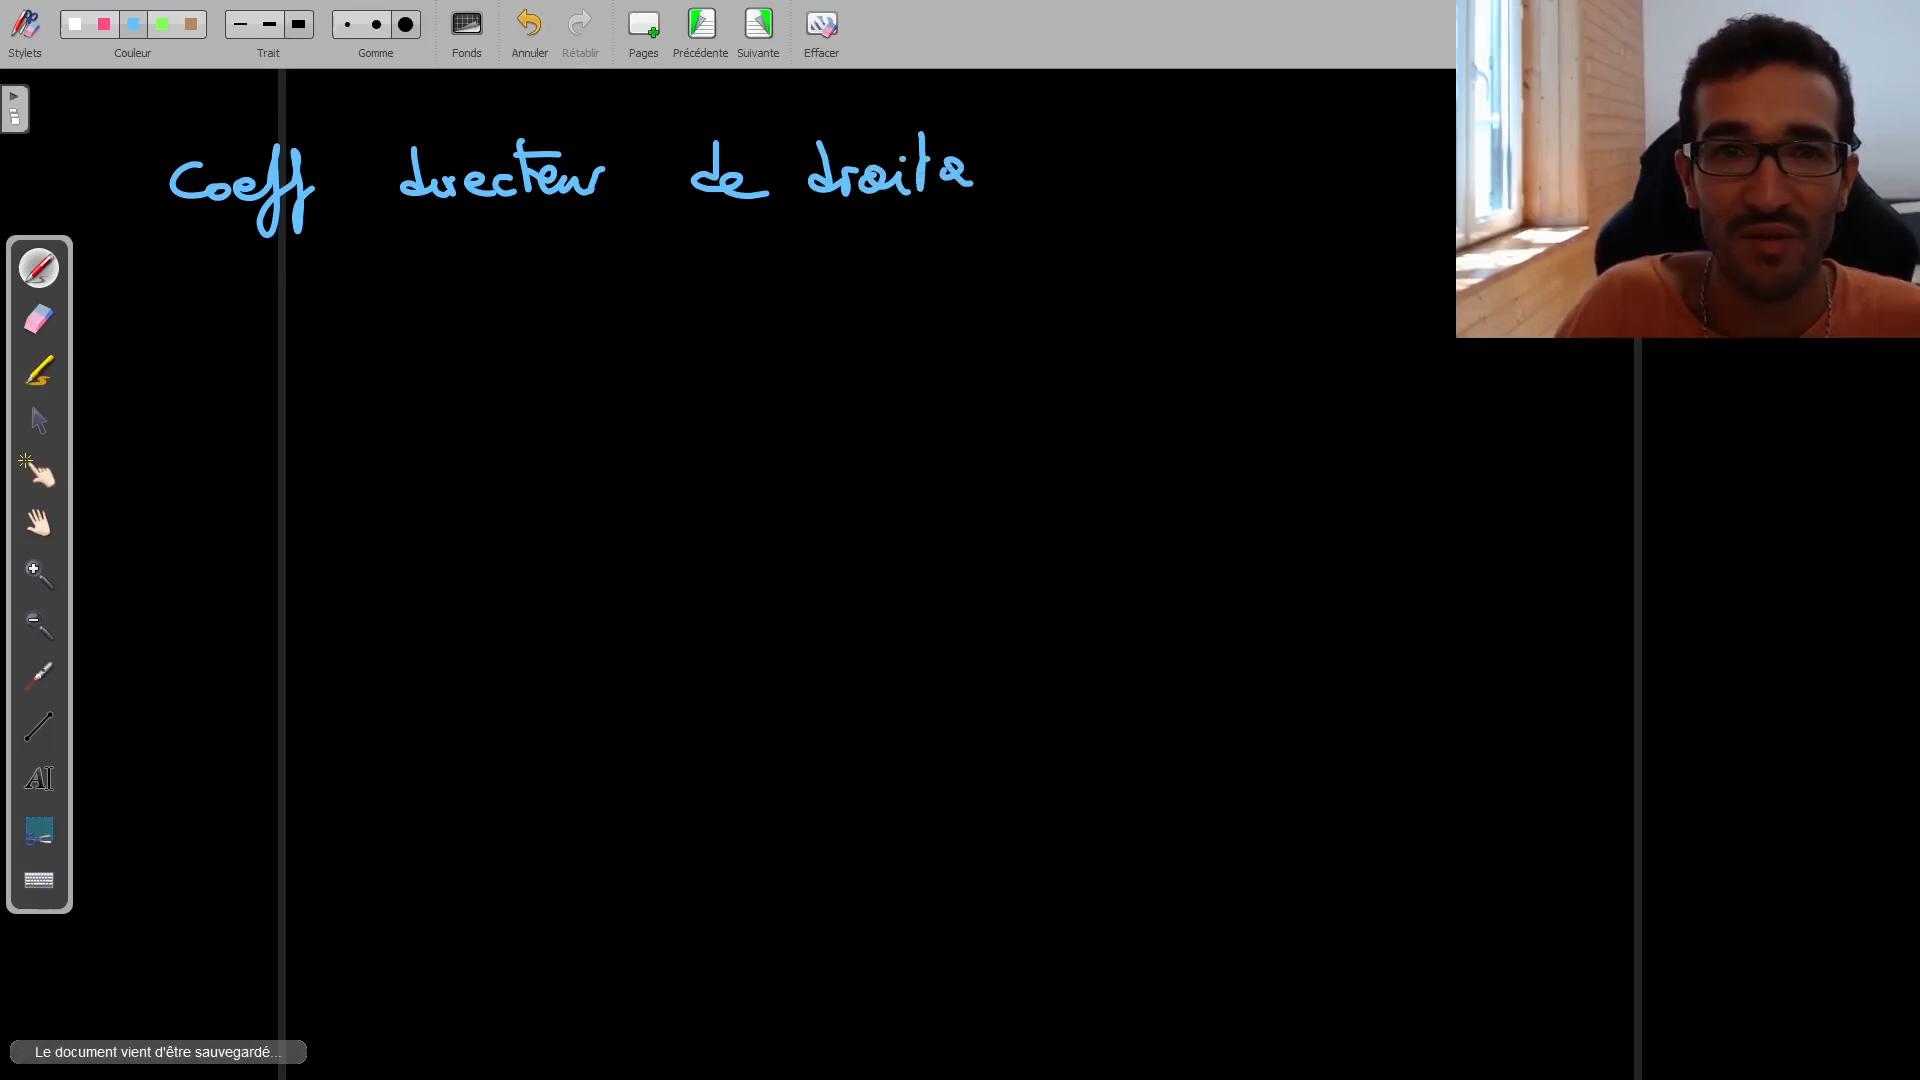 Stylets Couleur Trait Gomme Fonds Annuler Rétablir Pages Précédente Suivante Effacer
Coeff directeur de droite
AI
Le document vient d'être sauvegardé...